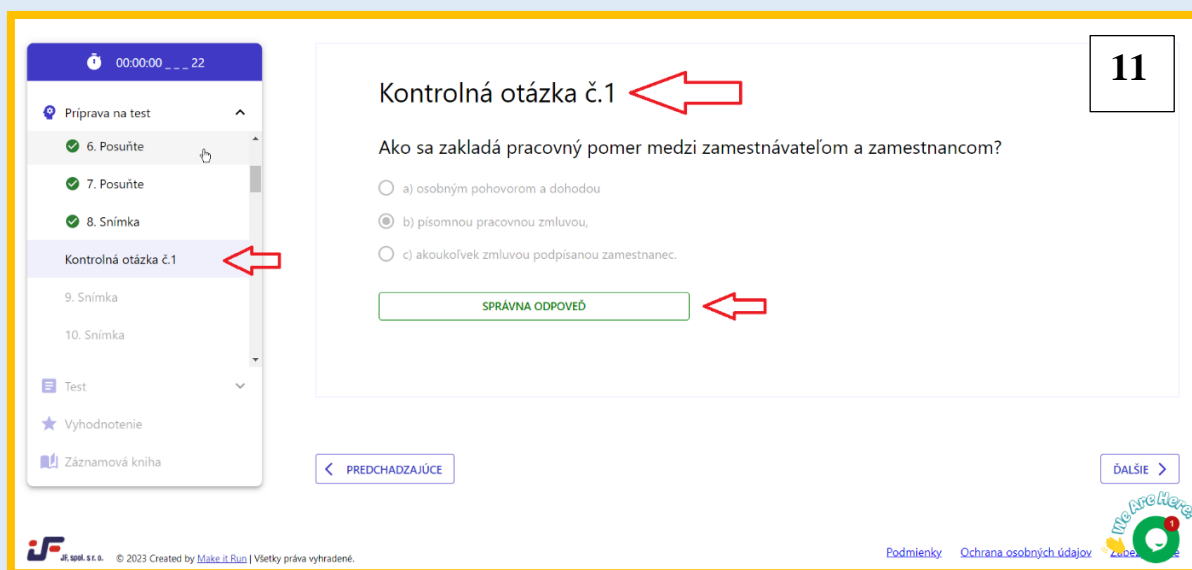 00:00:00 _ _ _ 22
Príprava na test
6. Posuňte
7. Posuňte
8. Snímka
Kontrolná otázka č.1
9. Snímka
10. Snímka
Test
Vyhodnotenie
Záznamová kniha
11
Kontrolná otázka č.1
Ako sa zakladá pracovný pomer medzi zamestnávateľom a zamestnancom?
a) osobným pohovorom a dohodou
b) písomnou pracovnou zmluvou,
c) akoukoľvek zmluvou podpísanou zamestnanec.
SPRÁVNA ODPOVEĎ
PREDCHADZAJÚCE
ĎALŠIE
We Are Here,
1
JF, spol. s r. o. © 2023 Created by Make it Run | Všetky práva vyhradené.
Podmienky Ochrana osobných údajov